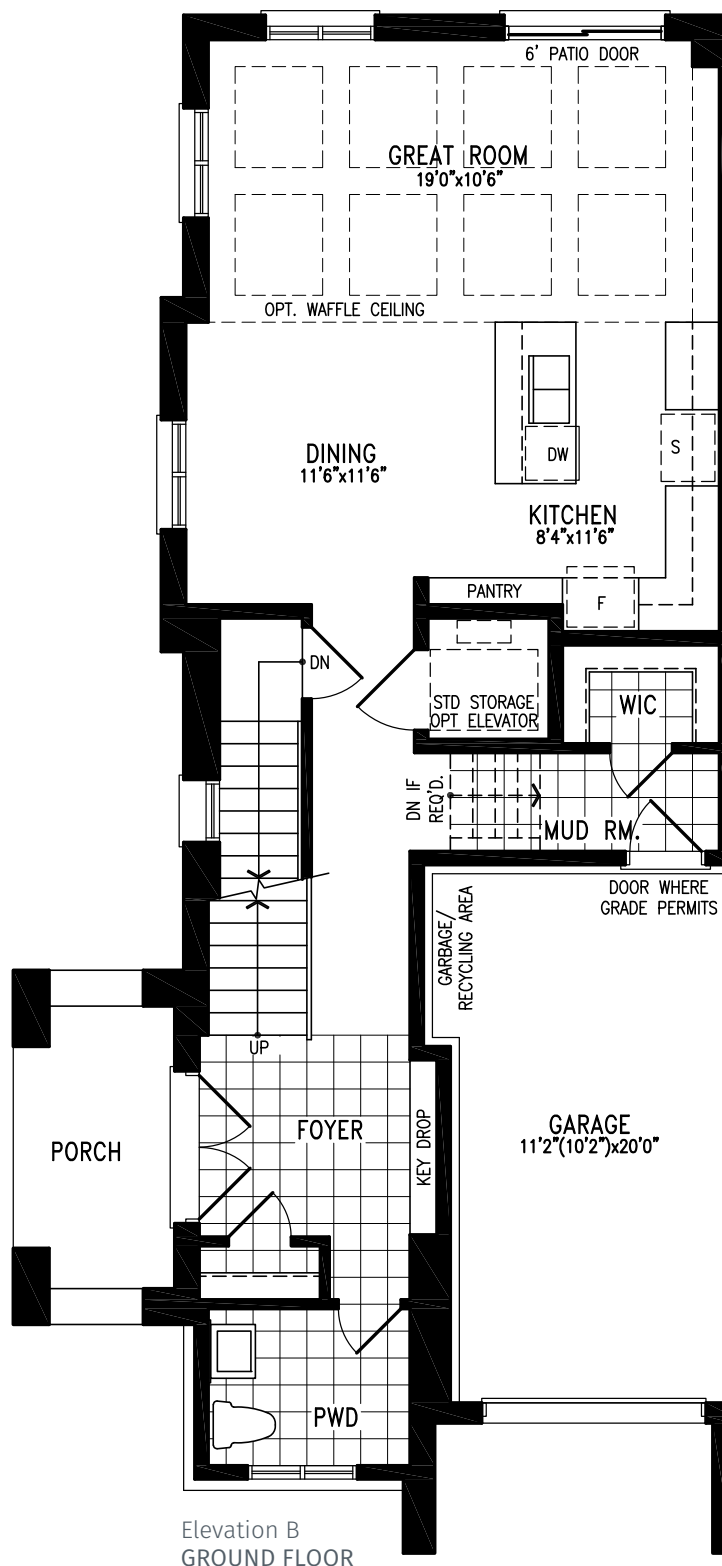 6' PATIO DOOR
GREAT ROOM
19'0"x10'6"
OPT. WAFFLE CEILING
DINING
11'6"x11'6"
DW
S
KITCHEN
8'4"x11'6"
PANTRY
F
DN
STD STORAGE
OPT ELEVATOR
WIC
DN IF
REQ'D.
MUD RM.
DOOR WHERE
GRADE PERMITS
GARBAGE/
RECYCLING AREA
UP
FOYER
PORCH
KEY DROP
GARAGE
11'2"(10'2")x20'0"
PWD
Elevation B
GROUND FLOOR